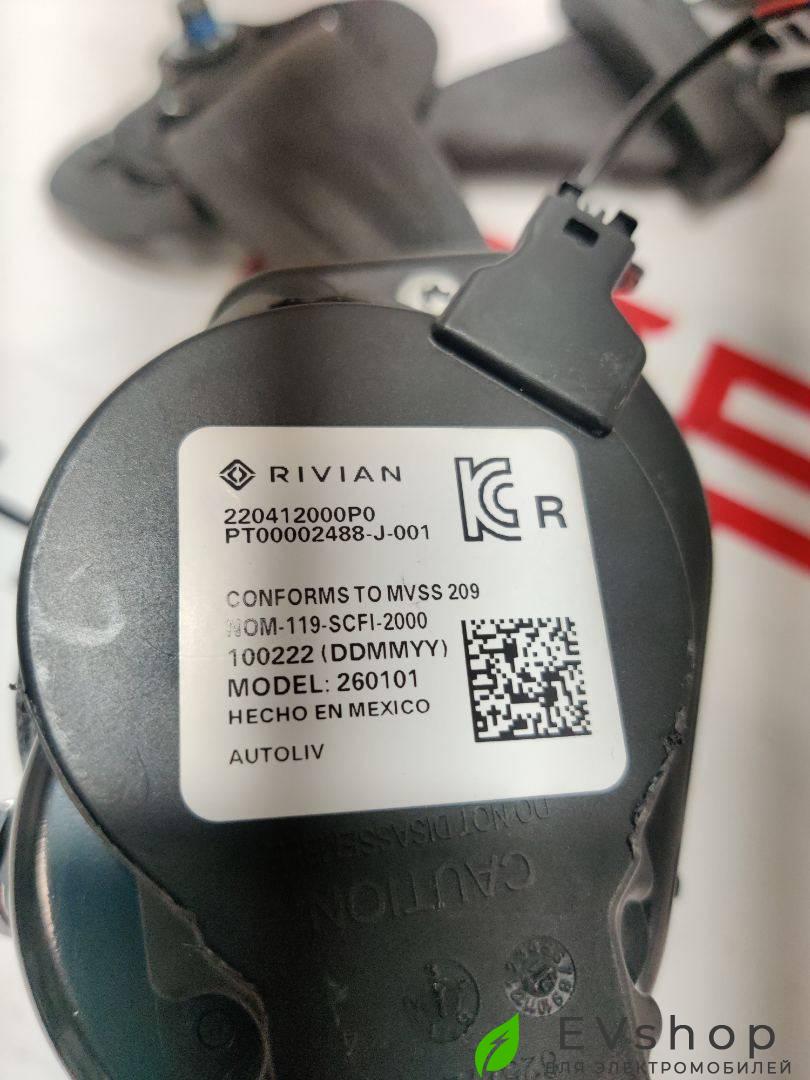 RIVIAN
220412000P0
PT00002488-J-001
R
CONFORMS TO MVSS 209
NOM-119-SCFI-2000
100222 (DDMMYY)
MODEL: 260101
HECHO EN MEXICO
AUTOLIV
DO NOT DISASSEMBLE
CAUTION
4
EVshop
ДЛЯ ЭЛЕКТРОМОБИЛЕЙ